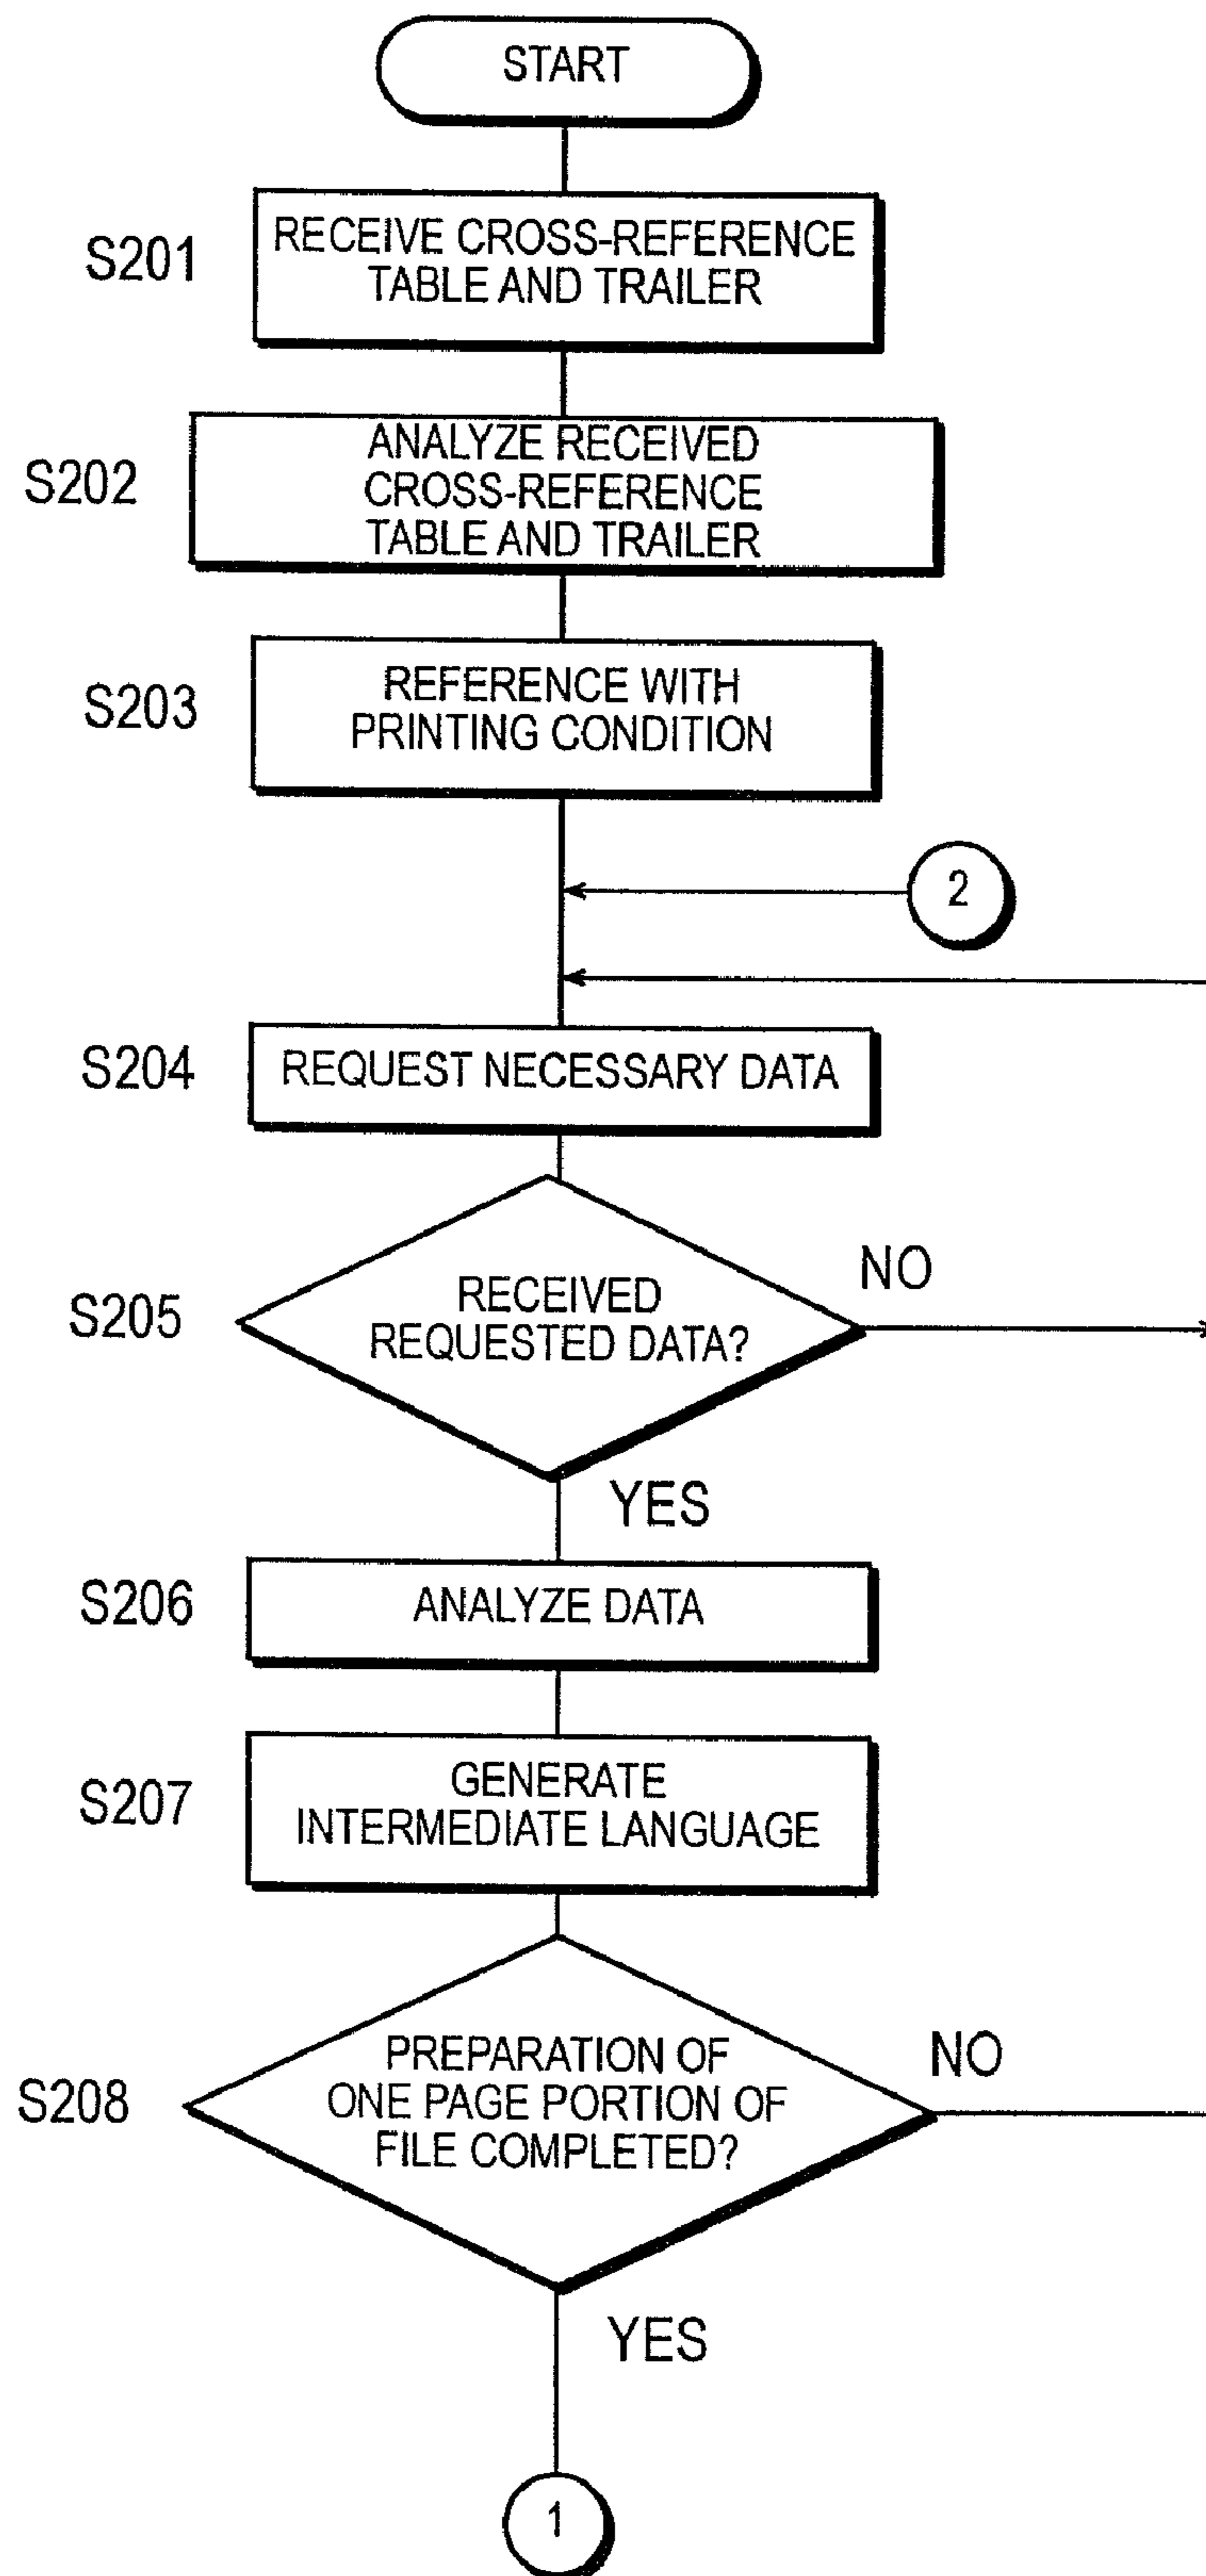 START
S201
RECEIVE CROSS-REFERENCE
TABLE AND TRAILER
S202
ANALYZE RECEIVED
CROSS-REFERENCE
TABLE AND TRAILER
S203
REFERENCE WITH
PRINTING CONDITION
2
S204
REQUEST NECESSARY DATA
S205
RECEIVED
REQUESTED DATA?
NO
YES
S206
ANALYZE DATA
S207
GENERATE
INTERMEDIATE LANGUAGE
S208
PREPARATION OF
ONE PAGE PORTION OF
FILE COMPLETED?
NO
YES
1